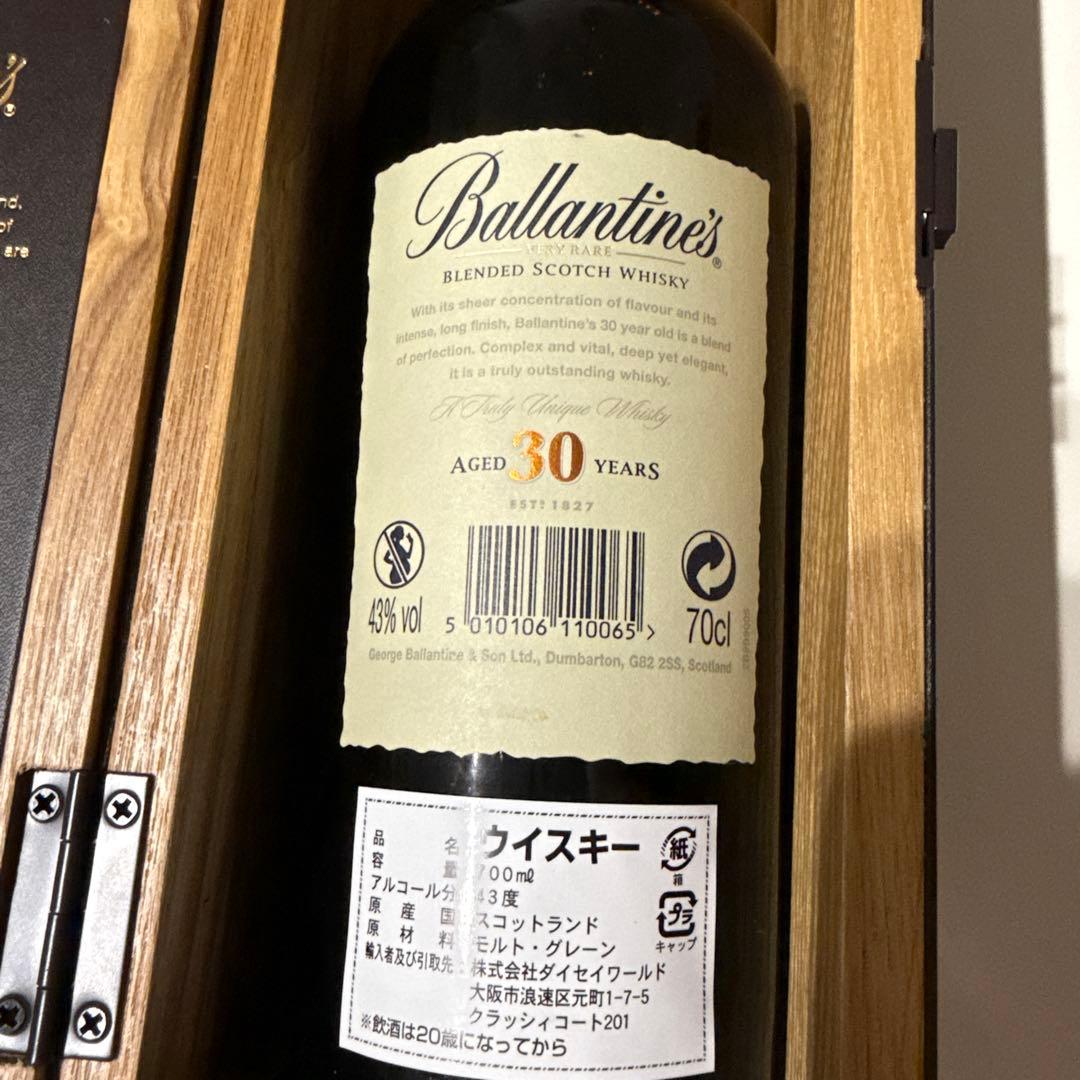 nd,
of
are
Ballantine's®
VERY RARE
BLENDED SCOTCH WHISKY
With its sheer concentration of flavour and its
intense, long finish, Ballantine's 30 year old is a blend
of perfection. Complex and vital, deep yet elegant,
it is a truly outstanding whisky.
A Truly Unique Whisky
AGED 30 YEARS
ESTD 1827
43% vol
5 010106 110065 >
70cl
George Ballantine & Son Ltd., Dumbarton, G82 2SS, Scotland
品 名 ウイスキー
容 量 700㎖
アルコール分 43度
原産国 スコットランド
原材料 モルト・グレーン
輸入者及び引取先:株式会社ダイセイワールド
大阪市浪速区元町1-7-5
クラッシィコート201
※飲酒は20歳になってから
紙
箱
プラ
キャップ